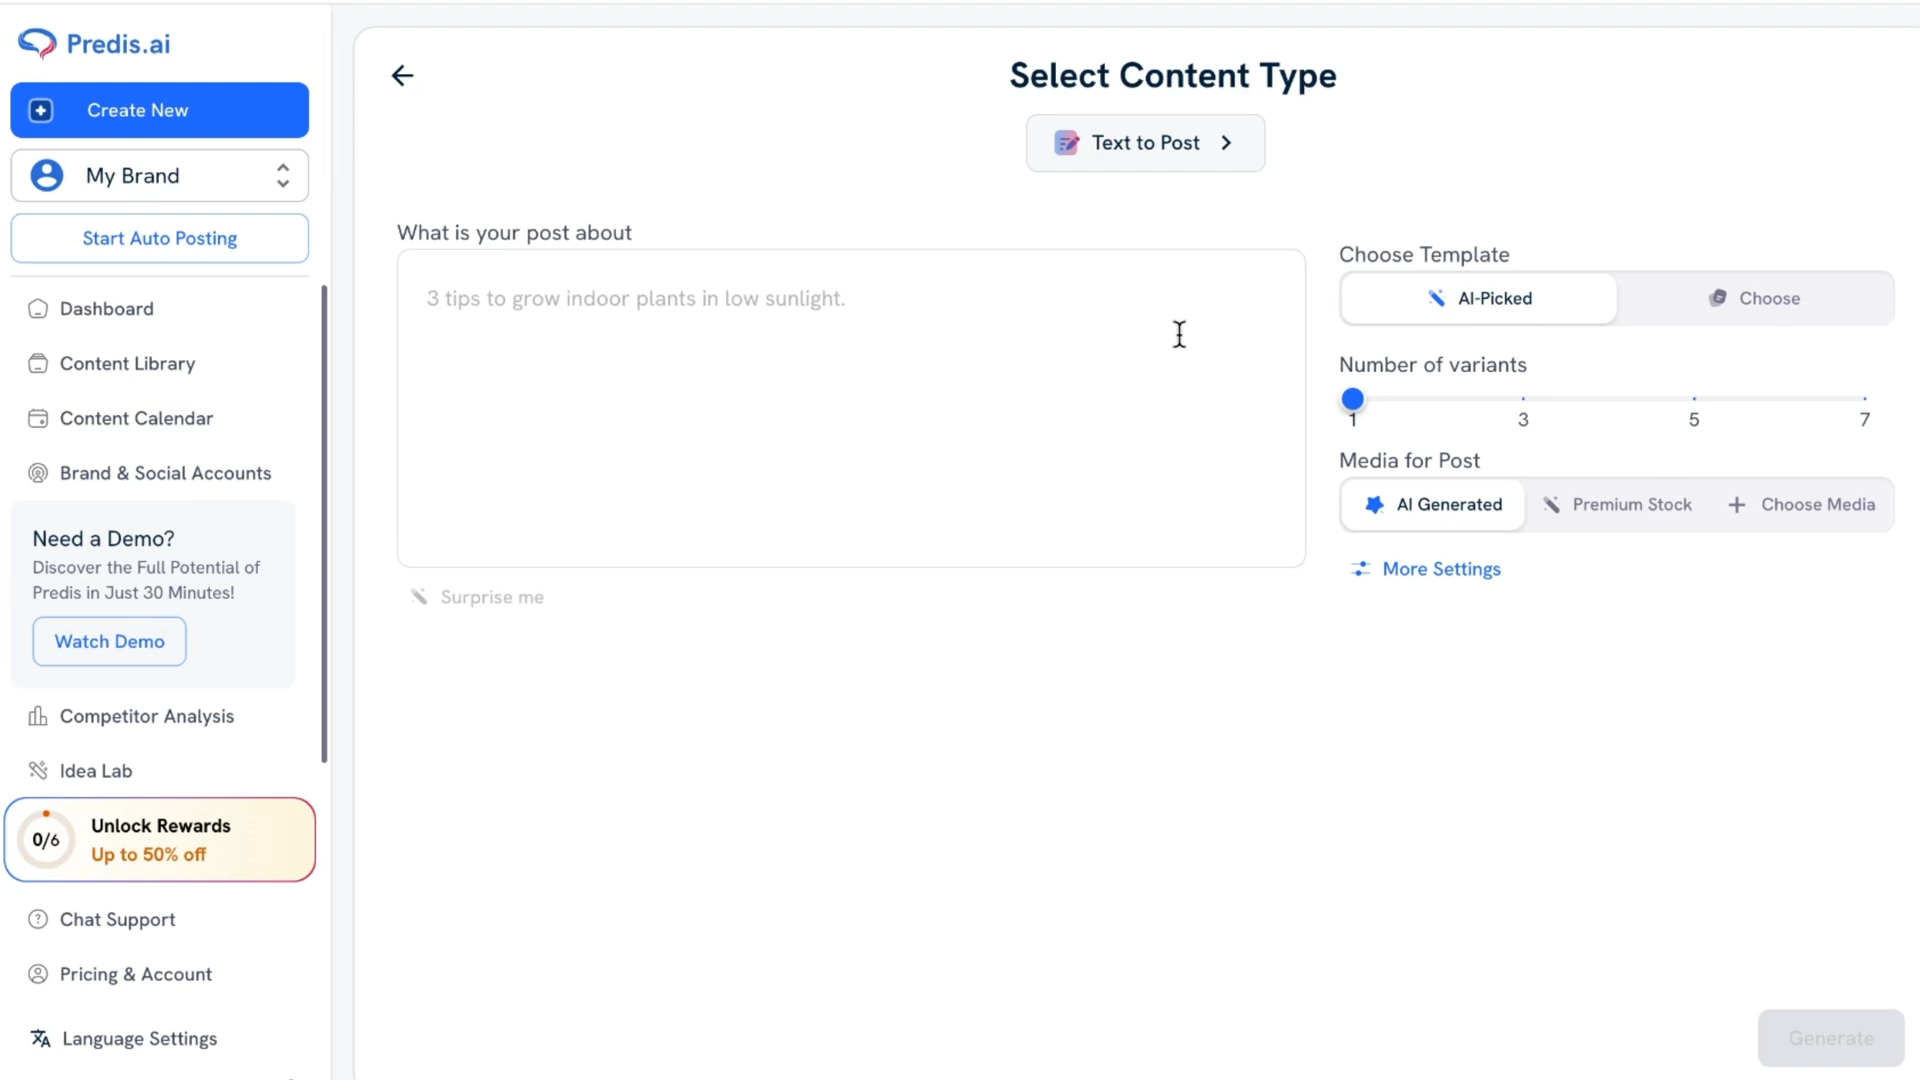 Predis.ai
Create New
My Brand
Start Auto Posting
Dashboard
Content Library
Content Calendar
Brand & Social Accounts
Need a Demo?
Discover the Full Potential of
Predis in Just 30 Minutes!
Watch Demo
Competitor Analysis
Idea Lab
0/6
Unlock Rewards
Up to 50% off
Chat Support
Pricing & Account
Language Settings
Select Content Type
Text to Post
What is your post about
3 tips to grow indoor plants in low sunlight.
Surprise me
Choose Template
AI-Picked
Choose
Number of variants
1 3 5 7
Media for Post
AI Generated
Premium Stock
Choose Media
More Settings
Generate